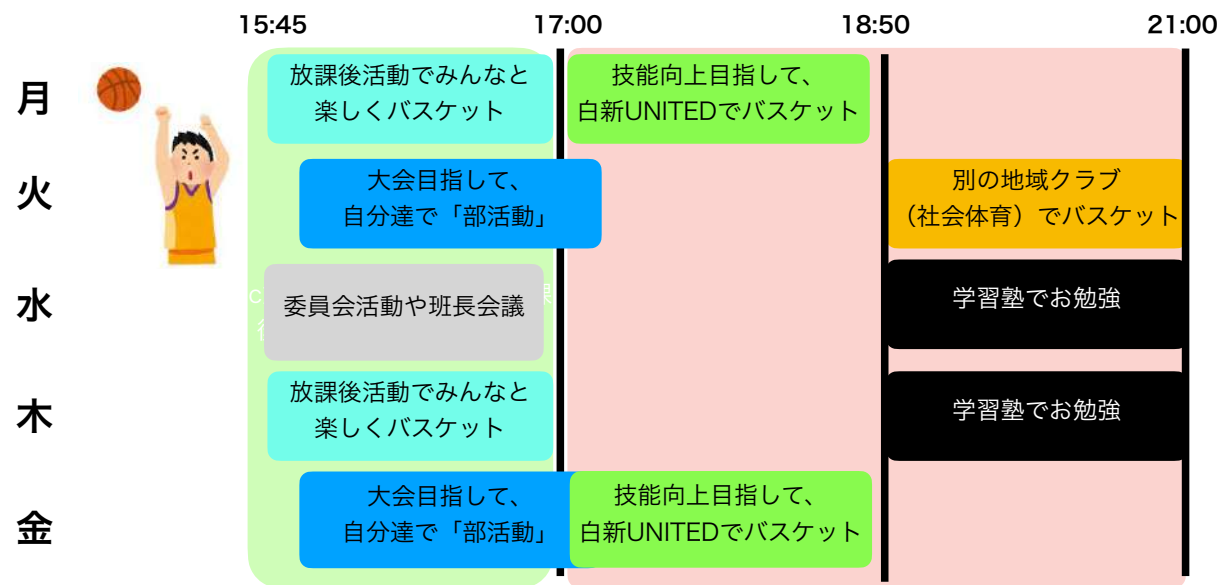 15:45
17:00
18:50
21:00
月
放課後活動でみんなと
楽しくバスケット
技能向上目指して、
白新UNITEDでバスケット
火
大会目指して、
自分達で「部活動」
別の地域クラブ
（社会体育）でバスケット
水
委員会活動や班長会議
学習塾でお勉強
木
放課後活動でみんなと
楽しくバスケット
学習塾でお勉強
金
大会目指して、
自分達で「部活動」
技能向上目指して、
白新UNITEDでバスケット